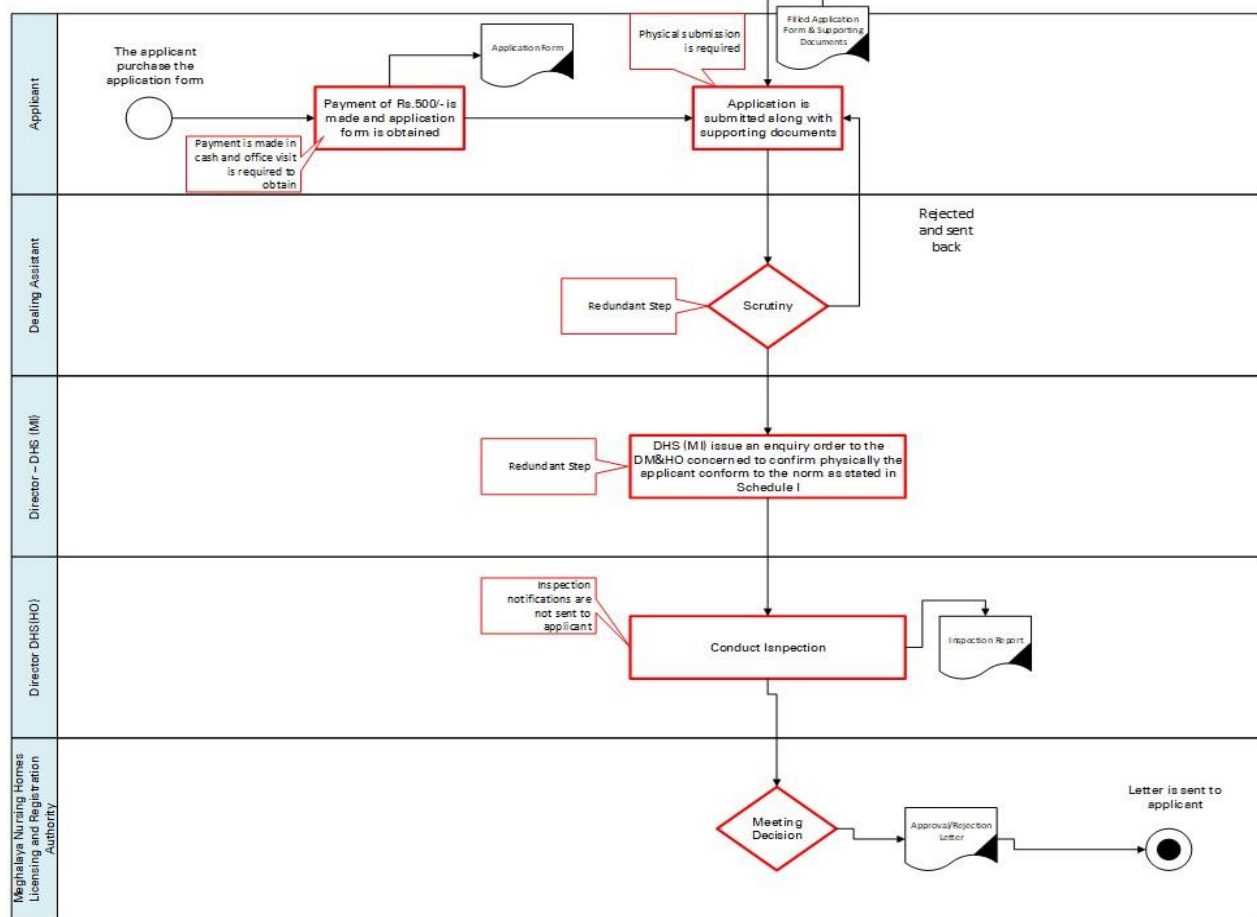 Applicant
The applicant
purchase the
application form
Payment of Rs.500/- is
made and application
form is obtained
Payment is made in
cash and office visit
is required to
obtain
Application Form
Physical submission
is required
Filled Application
Form & Supporting
Documents
Application is
submitted along with
supporting documents
Dealing Assistant
Rejected
and sent
back
Redundant Step
Scrutiny
Director – DHS (MI)
Redundant Step
DHS (MI) issue an enquiry order to the
DM&HO concerned to confirm physically the
applicant conform to the norm as stated in
Schedule I
Director DHS(HO)
Inspection
notifications are
not sent to
applicant
Conduct Isnpection
Inspection Report
Meghalaya Nursing Homes
Licensing and Registration
Authority
Meeting
Decision
Approval/Rejection
Letter
Letter is sent to
applicant